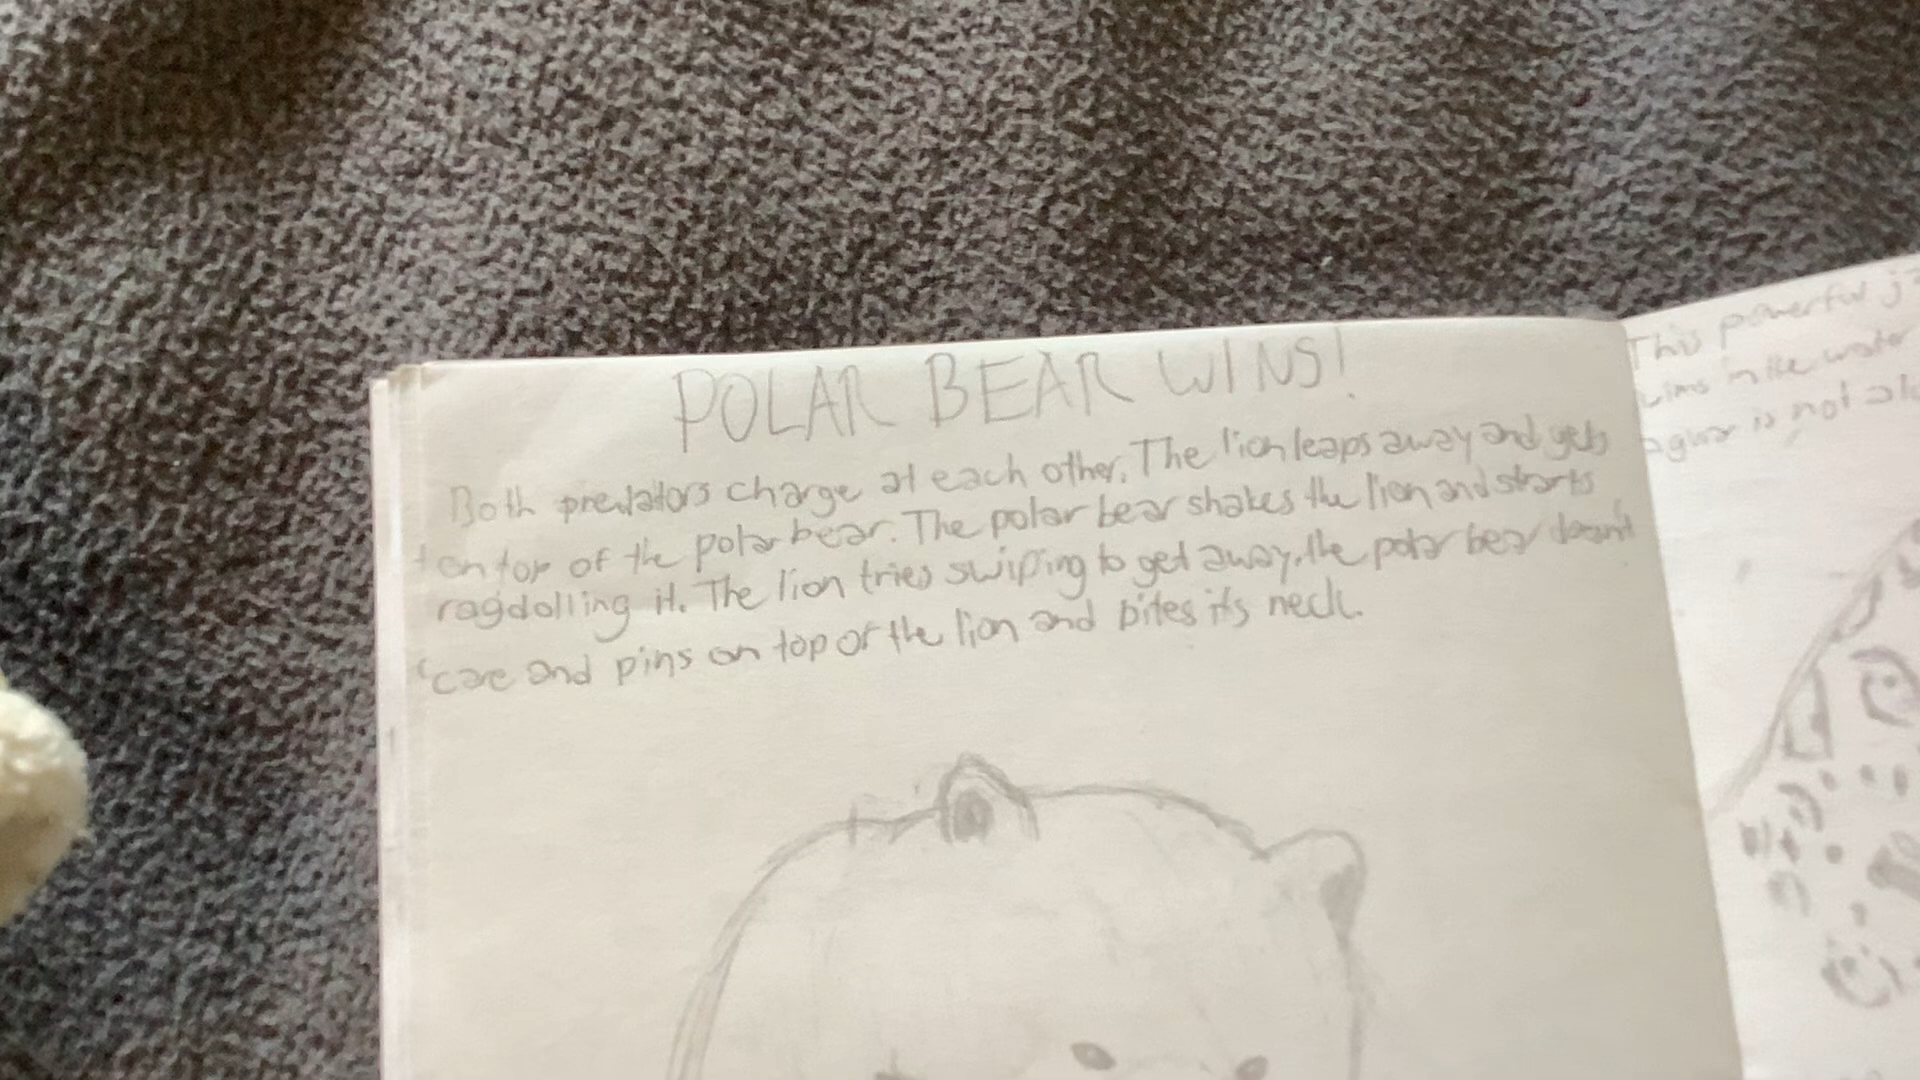 POLAR BEAR WINS!
Both predators charge at each other. The lion leaps away and gets
on top of the polar bear. The polar bear shakes the lion and starts
ragdolling it. The lion tries swiping to get away, the polar bear doesn't
care and pins on top of the lion and bites its neck.
This powerful
in the water
is not